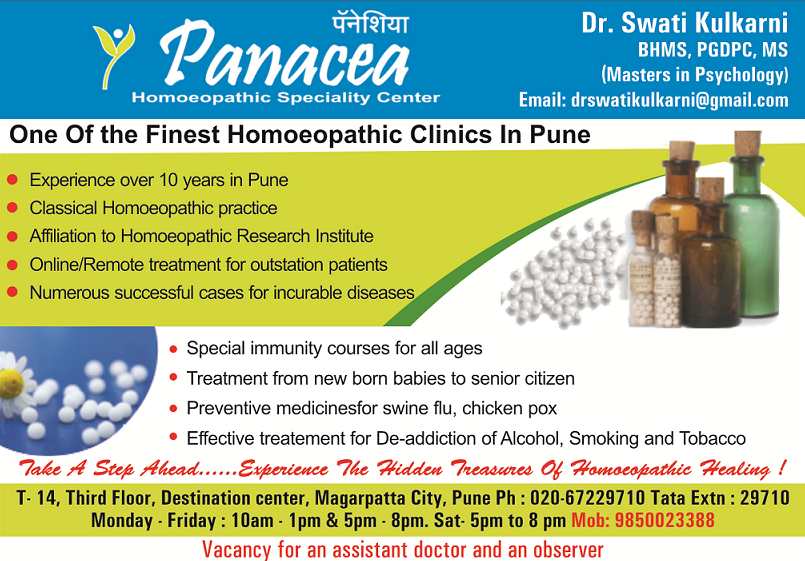 पॅनेशिया
Panacea
Homoeopathic Speciality Center
Dr. Swati Kulkarni
BHMS, PGDPC, MS
(Masters in Psychology)
Email: drswatikulkarni@gmail.com
One Of the Finest Homoeopathic Clinics In Pune
Experience over 10 years in Pune
Classical Homoeopathic practice
Affiliation to Homoeopathic Research Institute
Online/Remote treatment for outstation patients
Numerous successful cases for incurable diseases
Special immunity courses for all ages
Treatment from new born babies to senior citizen
Preventive medicinesfor swine flu, chicken pox
Effective treatement for De-addiction of Alcohol, Smoking and Tobacco
Take A Step Ahead......Experience The Hidden Treasures Of Homoeopathic Healing !
T- 14, Third Floor, Destination center, Magarpatta City, Pune Ph : 020-67229710 Tata Extn : 29710
Monday - Friday : 10am - 1pm & 5pm - 8pm. Sat- 5pm to 8 pm Mob: 9850023388
Vacancy for an assistant doctor and an observer